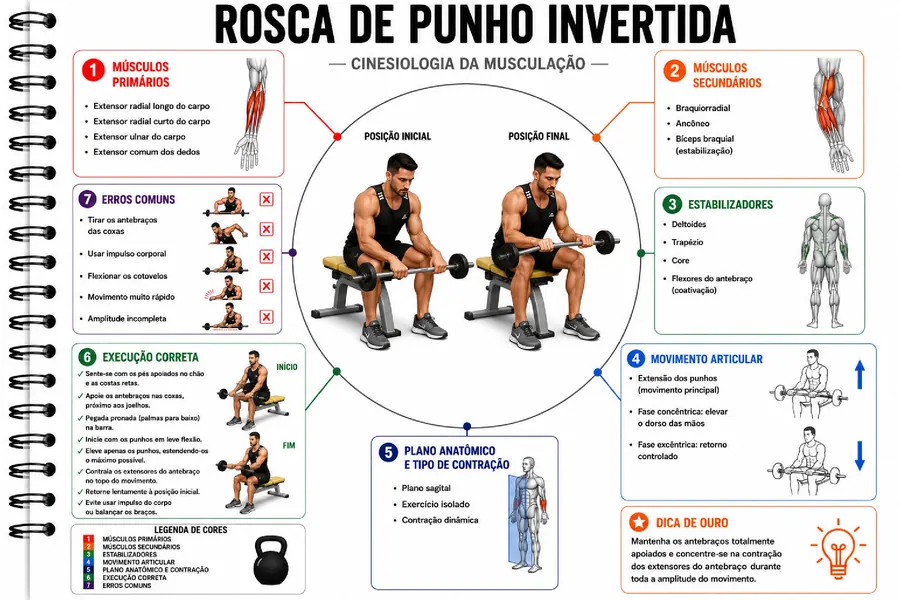 ROSCA DE PUNHO INVERTIDA
— CINESIOLOGIA DA MUSCULAÇÃO —
1 MÚSCULOS
PRIMÁRIOS
• Extensor radial longo do carpo
• Extensor radial curto do carpo
• Extensor ulnar do carpo
• Extensor comum dos dedos
2 MÚSCULOS
SECUNDÁRIOS
• Braquiorradial
• Ancôneo
• Bíceps braquial
(estabilização)
POSIÇÃO INICIAL
POSIÇÃO FINAL
7 ERROS COMUNS
• Tirar os antebraços
das coxas
• Usar impulso corporal
• Flexionar os cotovelos
• Movimento muito rápido
• Amplitude incompleta
3 ESTABILIZADORES
• Deltoides
• Trapézio
• Core
• Flexores do antebraço
(coativação)
6 EXECUÇÃO CORRETA
✓ Sente-se com os pés apoiados no chão
e as costas retas.
✓ Apoie os antebraços nas coxas,
próximo aos joelhos.
✓ Pegada pronada (palmas para baixo)
na barra.
✓ Inicie com os punhos em leve flexão.
✓ Eleve apenas os punhos, estendendo-os
o máximo possível.
✓ Contraia os extensores do antebraço
no topo do movimento.
✓ Retorne lentamente à posição inicial.
✓ Evite usar impulso do corpo
ou balançar os braços.
INÍCIO
FIM
4 MOVIMENTO ARTICULAR
• Extensão dos punhos
(movimento principal)
• Fase concêntrica: elevar
o dorso das mãos
• Fase excêntrica: retorno
controlado
5 PLANO ANATÔMICO
E TIPO DE CONTRAÇÃO
• Plano sagital
• Exercício isolado
• Contração dinâmica
LEGENDA DE CORES
1 MÚSCULOS PRIMÁRIOS
2 MÚSCULOS SECUNDÁRIOS
3 ESTABILIZADORES
4 MOVIMENTO ARTICULAR
5 PLANO ANATÔMICO E CONTRAÇÃO
6 EXECUÇÃO CORRETA
7 ERROS COMUNS
DICA DE OURO
Mantenha os antebraços totalmente
apoiados e concentre-se na contração
dos extensores do antebraço durante
toda a amplitude do movimento.